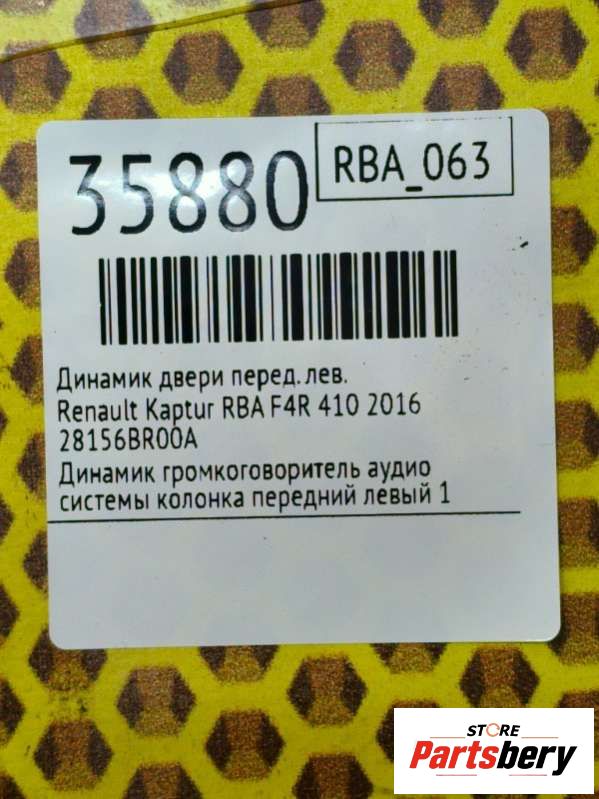 35880
RBA_063
Динамик двери перед. лев.
Renault Kaptur RBA F4R 410 2016
28156BR00A
Динамик громкоговоритель аудио
системы колонка передний левый 1
STORE
Partsbery